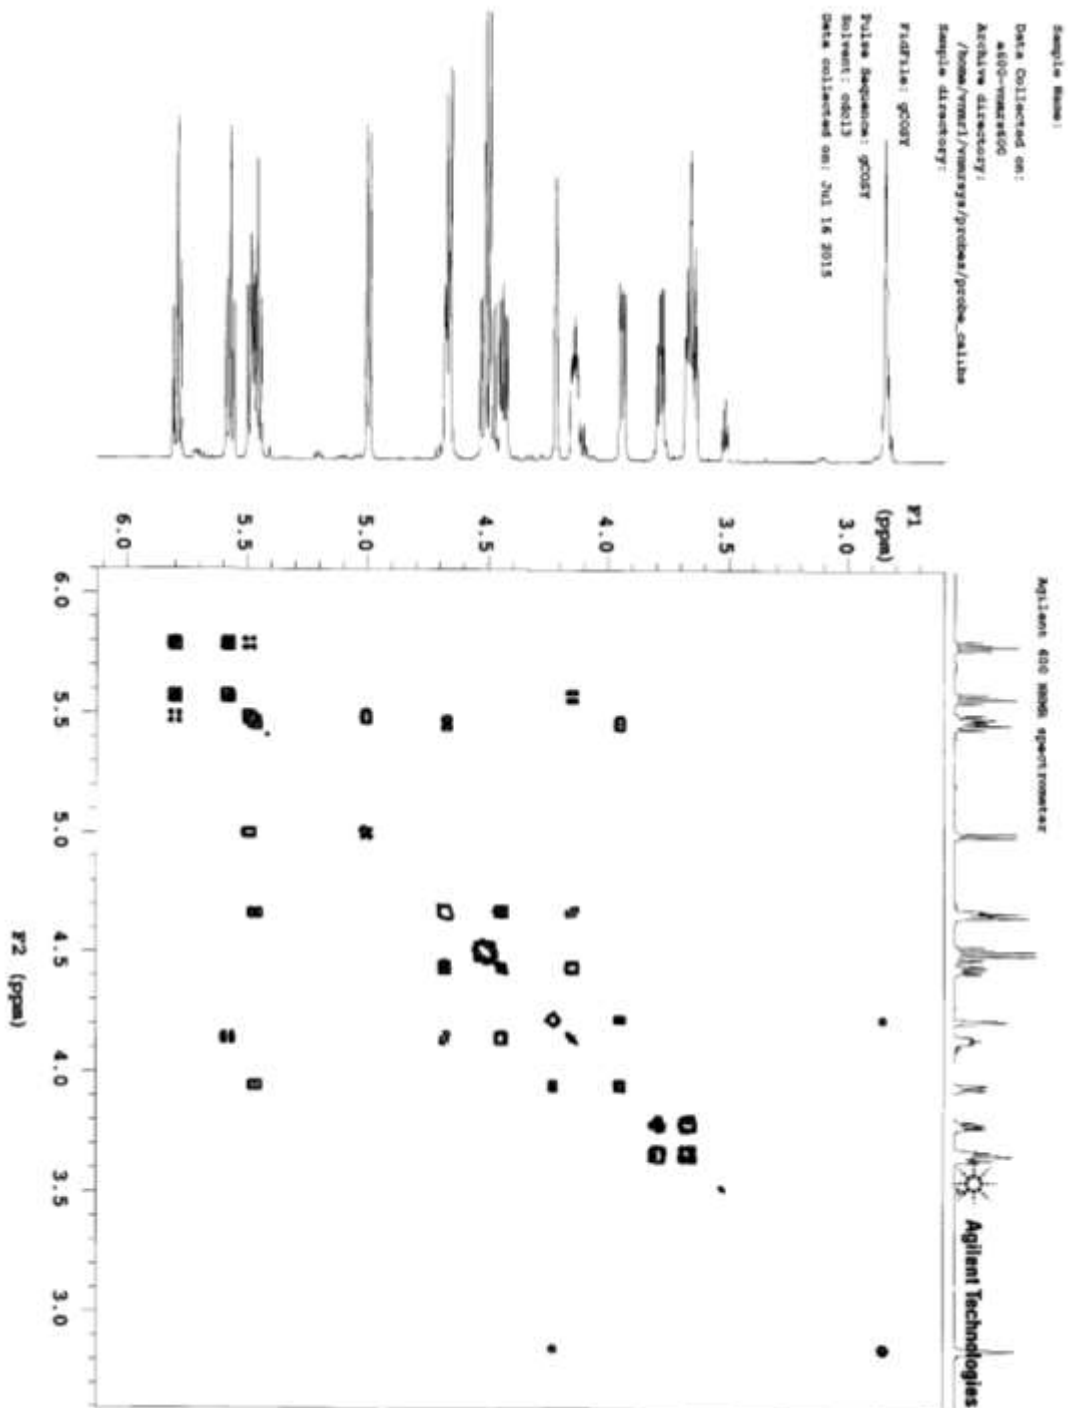 Sample Name:
Data Collected on:
a600-vnmrs600
Archive directory:
/home/vnmr1/vnmrsys/probes/probe_calibs
Sample directory:
FidFile: gCOSY
Pulse Sequence: gCOSY
Solvent: cdcl3
Data collected on: Jul 16 2015
Agilent 600 NMR spectrometer
Agilent Technologies
F1
(ppm)
3.0
3.5
4.0
4.5
5.0
5.5
6.0
6.0
5.5
5.0
4.5
4.0
3.5
3.0
F2 (ppm)